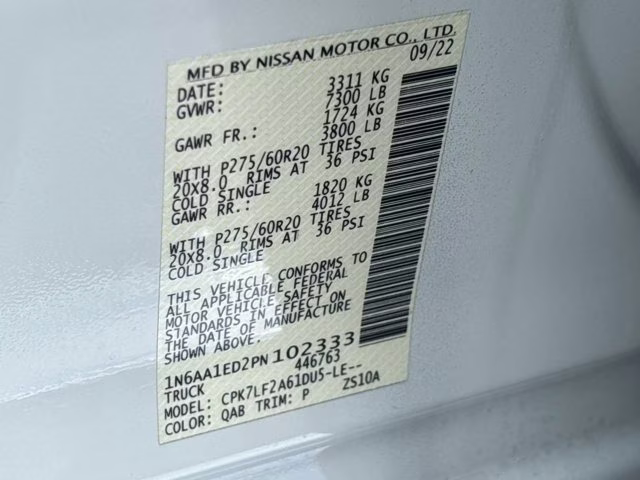 MFD BY NISSAN MOTOR CO., LTD.
DATE: 09/22
GVWR: 3311 KG
7300 LB
GAWR FR.: 1724 KG
3800 LB
WITH P275/60R20 TIRES
20X8.0 RIMS AT 36 PSI
COLD SINGLE
GAWR RR.: 1820 KG
4012 LB
WITH P275/60R20 TIRES
20X8.0 RIMS AT 36 PSI
COLD SINGLE
THIS VEHICLE CONFORMS TO
ALL APPLICABLE FEDERAL
MOTOR VEHICLE SAFETY
STANDARDS IN EFFECT ON
THE DATE OF MANUFACTURE
SHOWN ABOVE.
1N6AA1ED2PN102333
TRUCK 446763
MODEL: CPK7LF2A61DU5-LE--
COLOR: QAB TRIM: P ZS10A